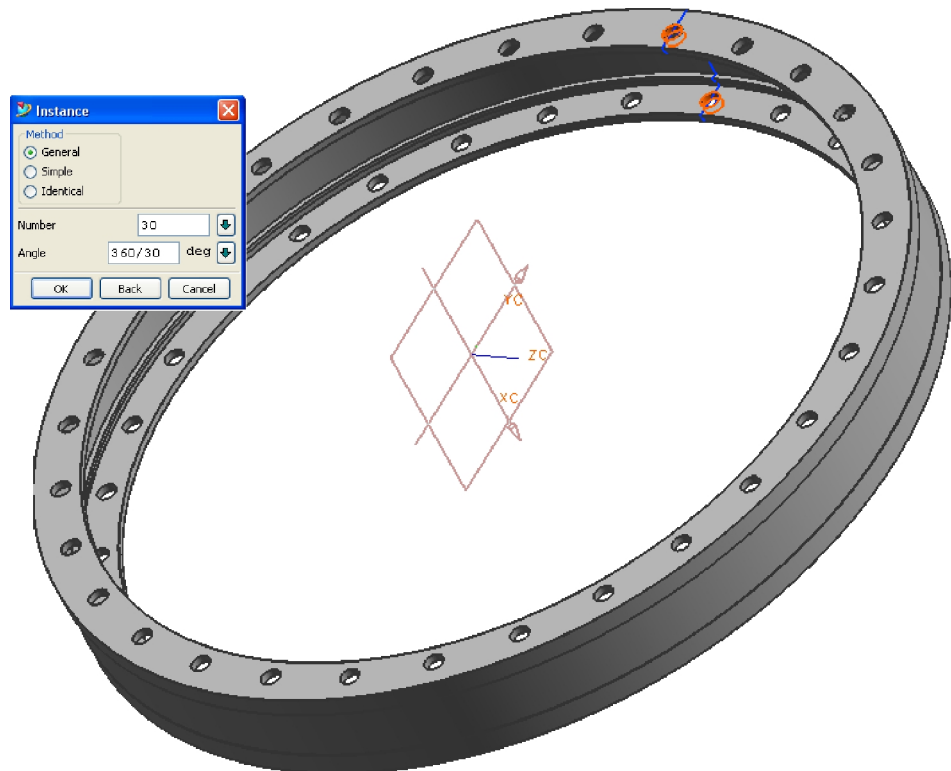 Instance
Method
General
Simple
Identical
Number 30
Angle 360/30 deg
OK Back Cancel
YC
ZC
XC